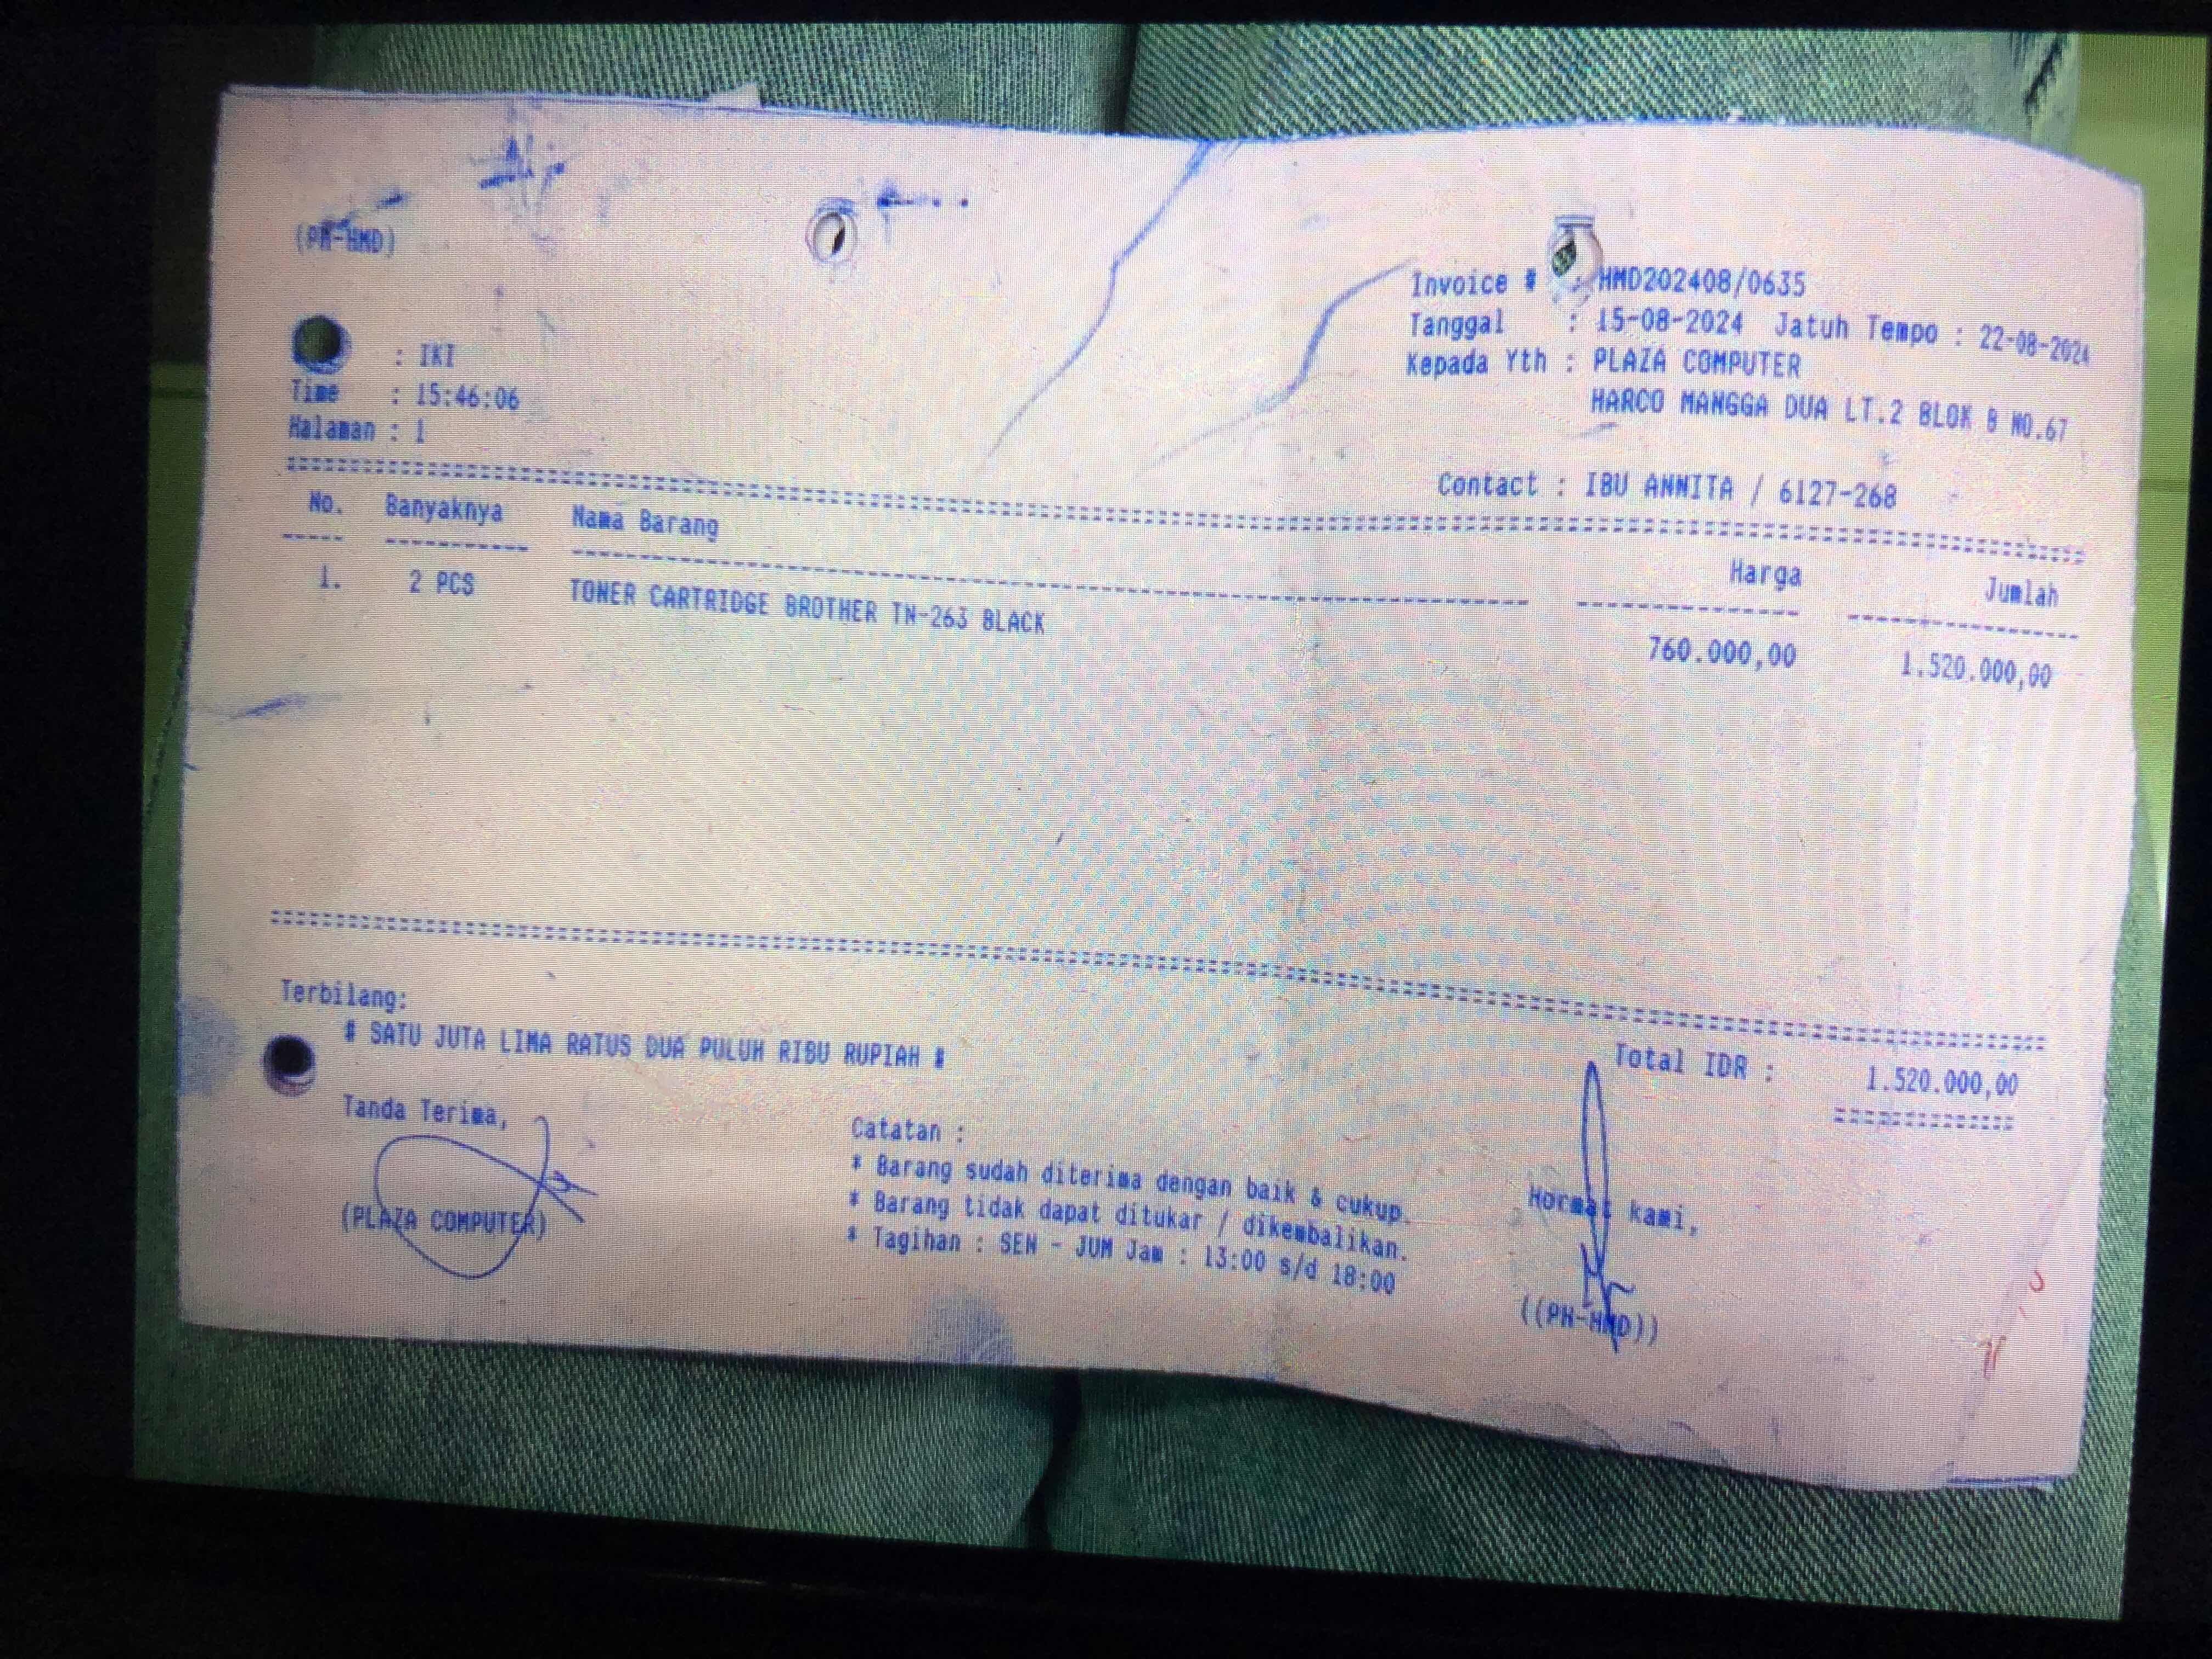 (PH-HMD)
Invoice # : HMD202408/0635
Tanggal : 15-08-2024 Jatuh Tempo : 22-08-2024
Kepada Yth : PLAZA COMPUTER
HARCO MANGGA DUA LT.2 BLOK B NO.67
: IKI
Time : 15:46:06
Halaman : 1
Contact : IBU ANNITA / 6127-268
No. Banyaknya Nama Barang Harga Jumlah
1. 2 PCS TONER CARTRIDGE BROTHER TN-263 BLACK 760.000,00 1.520.000,00
Terbilang:
# SATU JUTA LIMA RATUS DUA PULUH RIBU RUPIAH #
Total IDR : 1.520.000,00
Tanda Terima,
(PLAZA COMPUTER)
Catatan :
* Barang sudah diterima dengan baik & cukup.
* Barang tidak dapat ditukar / dikembalikan.
* Tagihan : SEN - JUM Jam : 13:00 s/d 18:00
Hormat kami,
((PH-HMD))